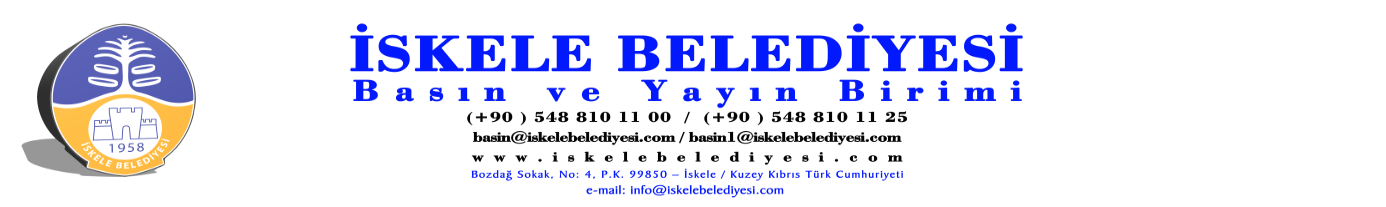 İSKELE BELEDİYESİ
Basın ve Yayın Birimi
(+90 ) 548 810 11 00 / (+90 ) 548 810 11 25
basin@iskelebelediyesi.com / basin1@iskelebelediyesi.com
www.iskelebelediyesi.com
Bozdağ Sokak, No: 4, P.K. 99850 – İskele / Kuzey Kıbrıs Türk Cumhuriyeti
e-mail: info@iskelebelediyesi.com
1958
İSKELE BELEDİYESİ